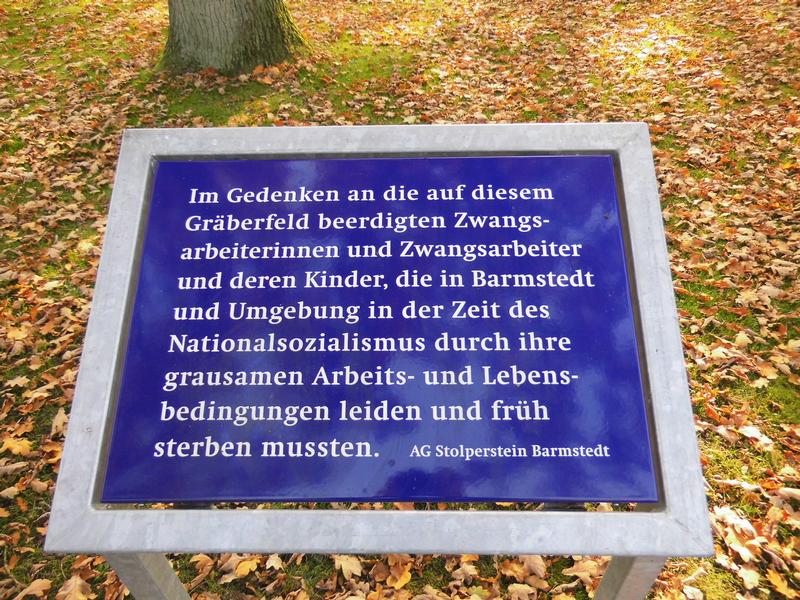 Im Gedenken an die auf diesem
Gräberfeld beerdigten Zwangs-
arbeiterinnen und Zwangsarbeiter
und deren Kinder, die in Barmstedt
und Umgebung in der Zeit des
Nationalsozialismus durch ihre
grausamen Arbeits- und Lebens-
bedingungen leiden und früh
sterben mussten. AG Stolperstein Barmstedt